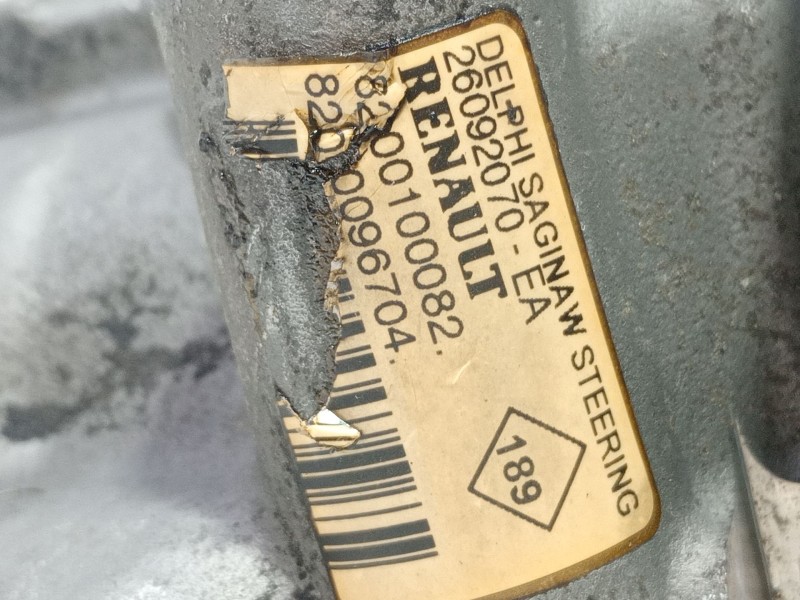 DELPHI SAGINAW STEERING
26092070 - EA
RENAULT
8200100082.
8200096704.
189